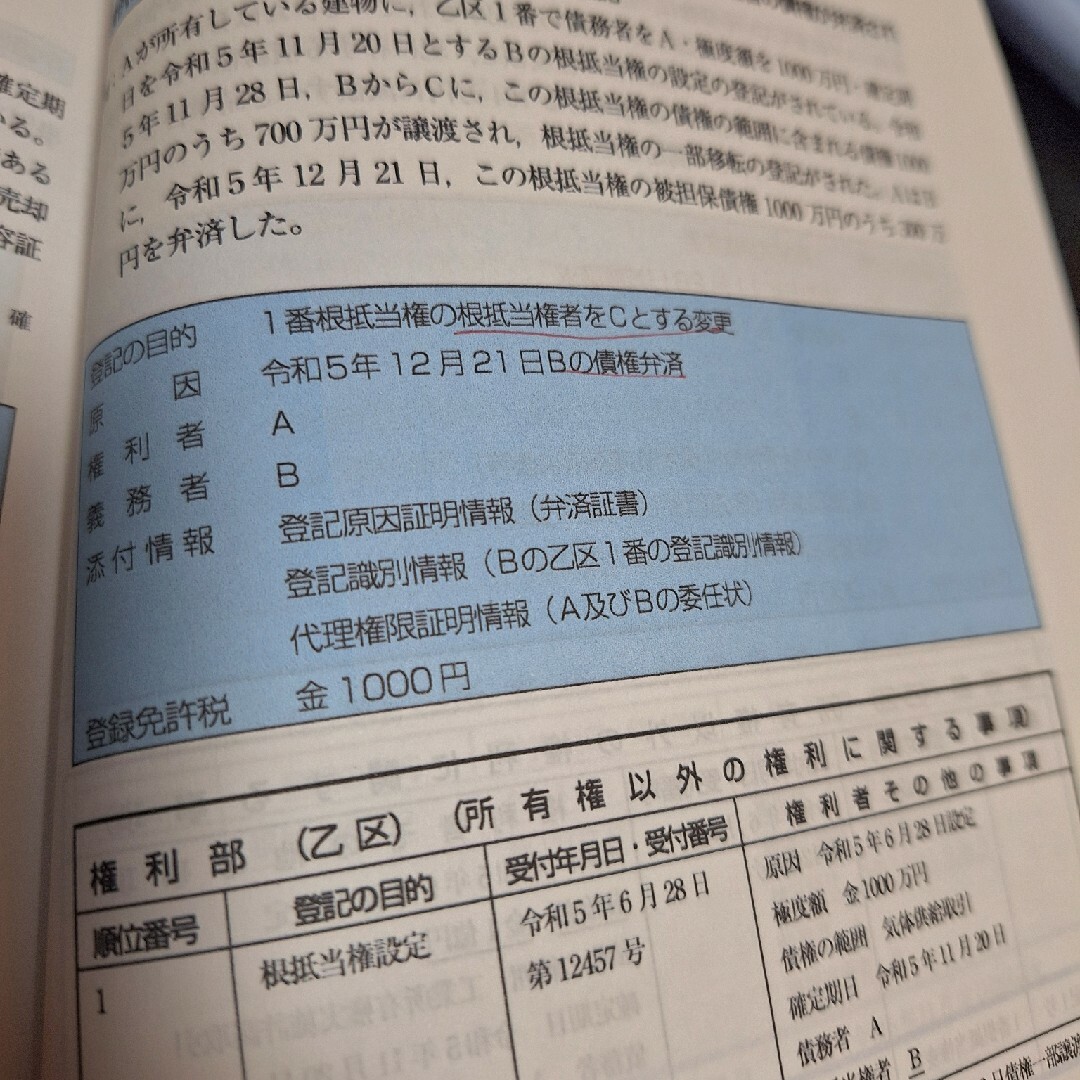 確定期
いる。
ある
売却
容証
確
Aが所有している建物に，乙区1番で債務者をA・極度額を1000万円・確定期
日を令和5年11月20日とするBの根抵当権の設定の登記がされている。令和
5年11月28日，BからCに，この根抵当権の債権の範囲に含まれる債権1000
万円のうち700万円が譲渡され，根抵当権の一部移転の登記がされた。Aは
に，令和5年12月21日，この根抵当権の被担保債権1000万円のうち300万
円を弁済した。
登記の目的 1番根抵当権の根抵当権者をCとする変更
原因 令和5年12月21日Bの債権弁済
権利者 A
義務者 B
添付情報 登記原因証明情報（弁済証書）
登記識別情報（Bの乙区1番の登記識別情報）
代理権限証明情報（A及びBの委任状）
登録免許税 金1000円
権利部（乙区）（所有権以外の権利に関する事項）
順位番号 登記の目的 受付年月日・受付番号 権利者その他の事項
1 根抵当権設定 令和5年6月28日 原因 令和5年6月28日設定
第12457号 極度額 金1000万円
債権の範囲 気体供給取引
確定期日 令和5年11月20日
債務者 A
B
日債権一部譲渡